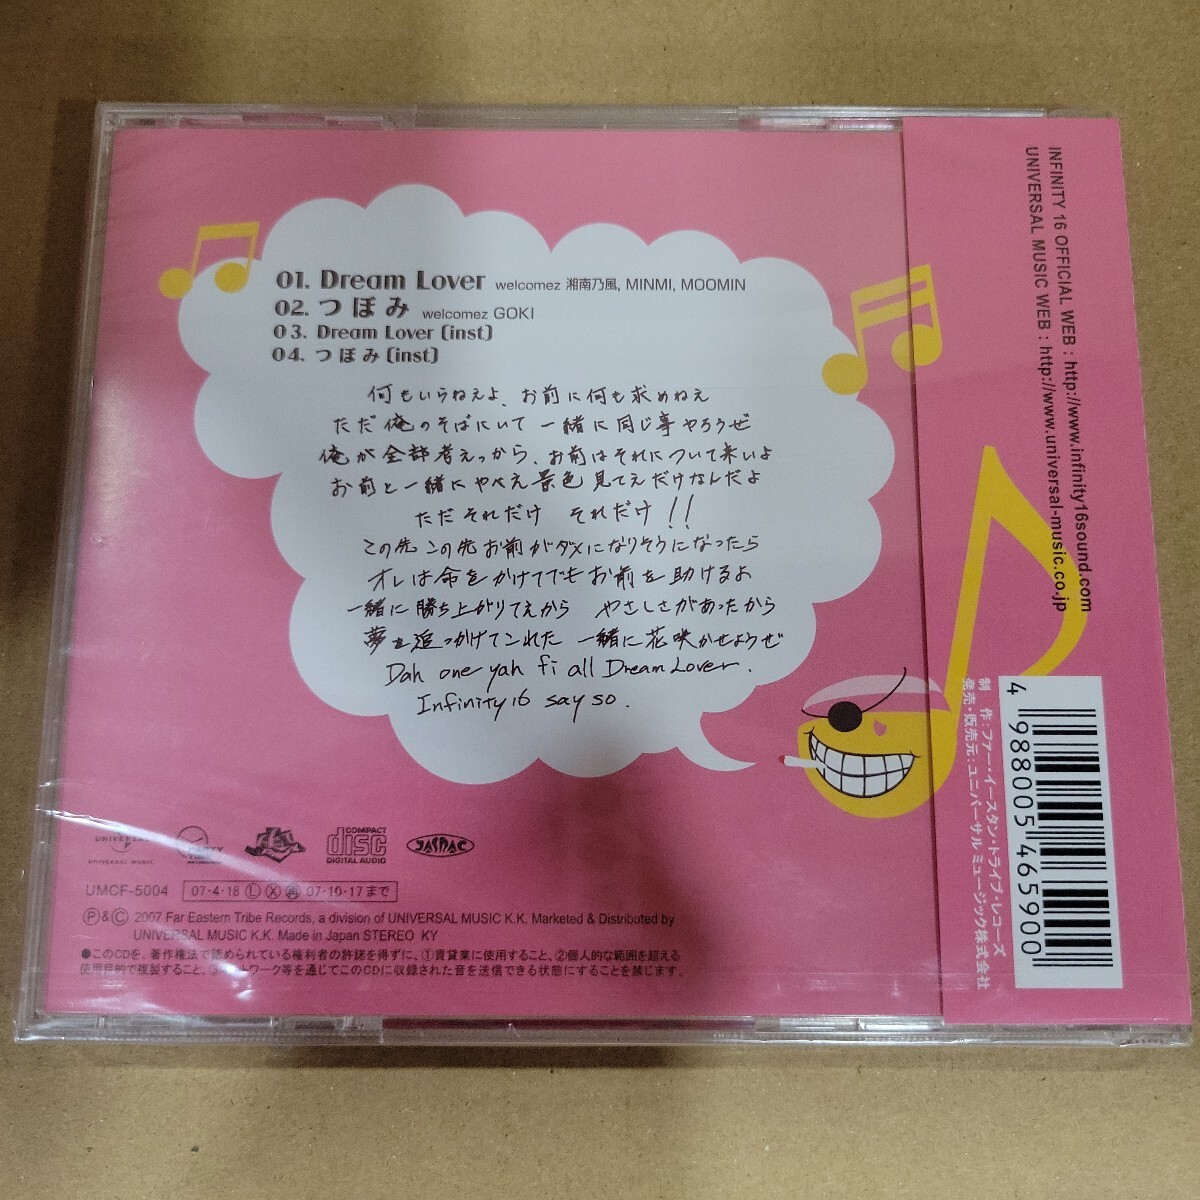 01. Dream Lover welcomez 湘南乃風, MINMI, MOOMIN
02. つぼみ welcomez GOKI
03. Dream Lover (inst)
04. つぼみ (inst)
何もいらねえよ、お前に何も求めねえ
ただ俺のそばにいて 一緒に同じ事やろうぜ
俺が全部考えっから、お前はそれについて来いよ
お前と一緒にやべえ景色見てえだけなんだよ
ただそれだけ それだけ!!
この先この先お前がダメになりそうになったら
オレは命をかけてでもお前を助けるよ
一緒に勝ち上がりてえから やさしさがあったから
夢を追っかけてこれた 一緒に花咲かせようぜ
Dah one yah fi all Dream Lover.
Infinity16 say so.
UNIVERSAL
UNIVERSAL MUSIC
COMPACT
disc
DIGITAL AUDIO
JASRAC
UMCF-5004 07・4・18 Ⓛ Ⓧ 再 07・10・17まで
Ⓟ&Ⓒ 2007 Far Eastern Tribe Records, a division of UNIVERSAL MUSIC K.K. Marketed & Distributed by
UNIVERSAL MUSIC K.K. Made in Japan STEREO KY
●このCDを、著作権法で認められている権利者の許諾を得ずに、①賃貸業に使用すること、②個人的な範囲を超える
使用目的で複製すること、③ネットワーク等を通じてこのCDに収録された音を送信できる状態にすることを禁じます。
INFINITY 16 OFFICIAL WEB : http://www.infinity16sound.com
UNIVERSAL MUSIC WEB : http://www.universal-music.co.jp
制 作:ファー・イースタン・トライブ・レコーズ
発売・販売元:ユニバーサル ミュージック株式会社
4 988005 465900